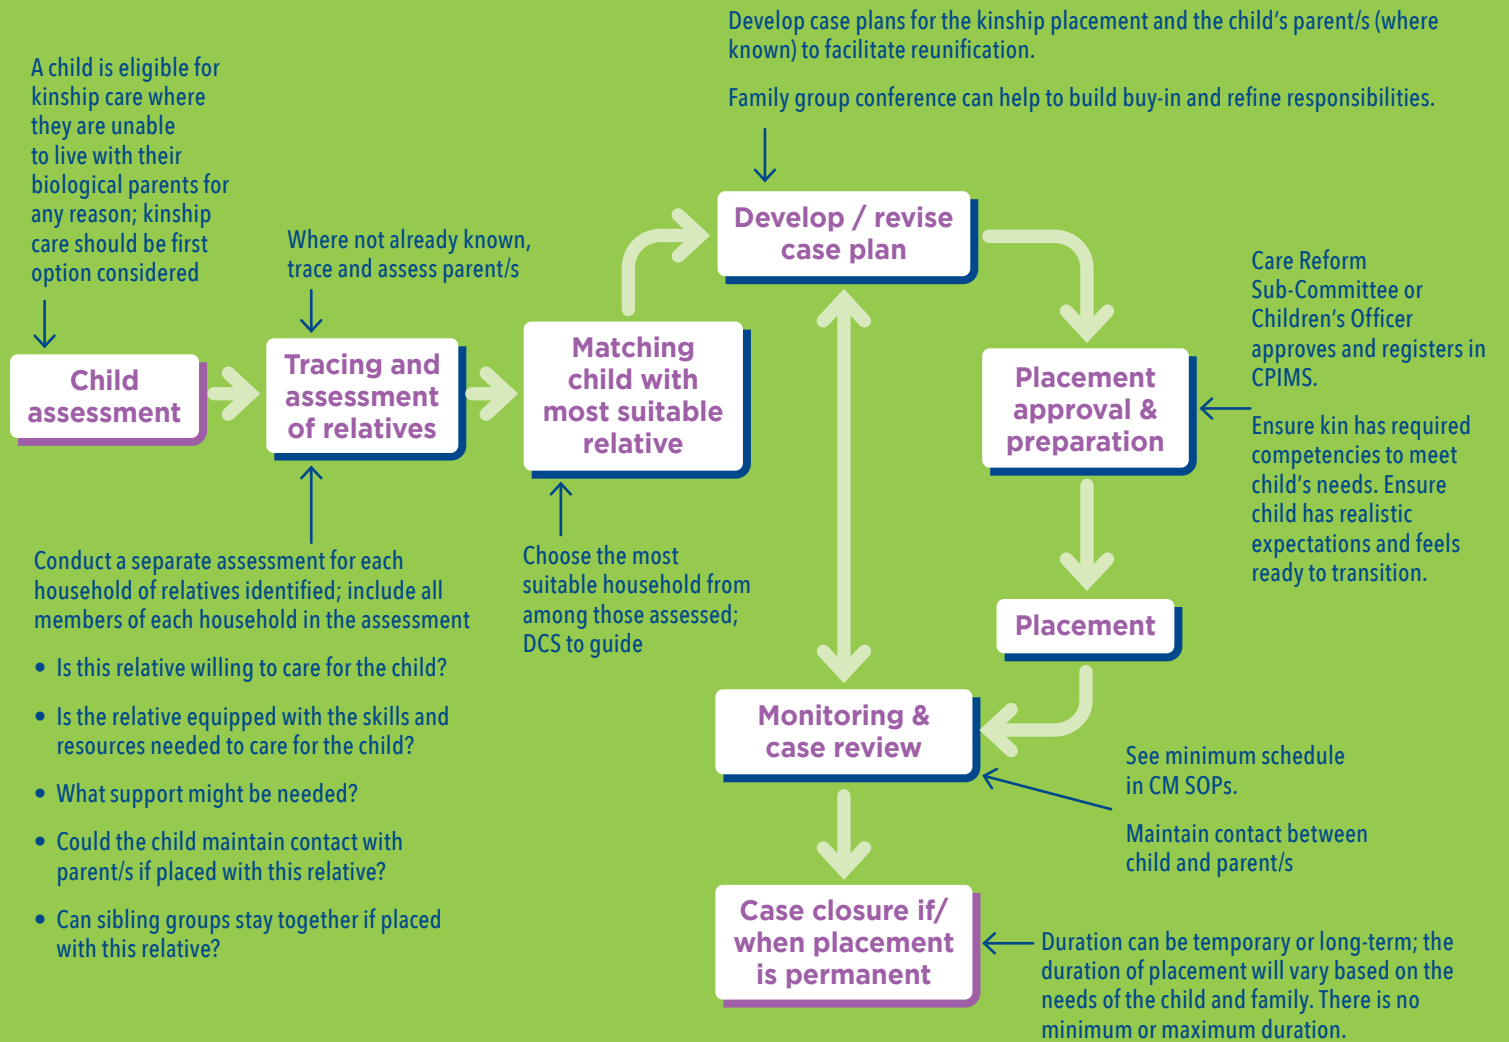 Develop case plans for the kinship placement and the child's parent/s (where
known) to facilitate reunification.
Family group conference can help to build buy-in and refine responsibilities.
A child is eligible for
kinship care where
they are unable
to live with their
biological parents for
any reason; kinship
care should be first
option considered
Where not already known,
trace and assess parent/s
Child
assessment
Tracing and
assessment
of relatives
Matching
child with
most suitable
relative
Develop / revise
case plan
Placement
approval &
preparation
Care Reform
Sub-Committee or
Children's Officer
approves and registers in
CPIMS.
Ensure kin has required
competencies to meet
child's needs. Ensure
child has realistic
expectations and feels
ready to transition.
Conduct a separate assessment for each
household of relatives identified; include all
members of each household in the assessment
• Is this relative willing to care for the child?
• Is the relative equipped with the skills and
resources needed to care for the child?
• What support might be needed?
• Could the child maintain contact with
parent/s if placed with this relative?
• Can sibling groups stay together if placed
with this relative?
Choose the most
suitable household from
among those assessed;
DCS to guide
Placement
Monitoring &
case review
See minimum schedule
in CM SOPs.
Maintain contact between
child and parent/s
Case closure if/
when placement
is permanent
Duration can be temporary or long-term; the
duration of placement will vary based on the
needs of the child and family. There is no
minimum or maximum duration.